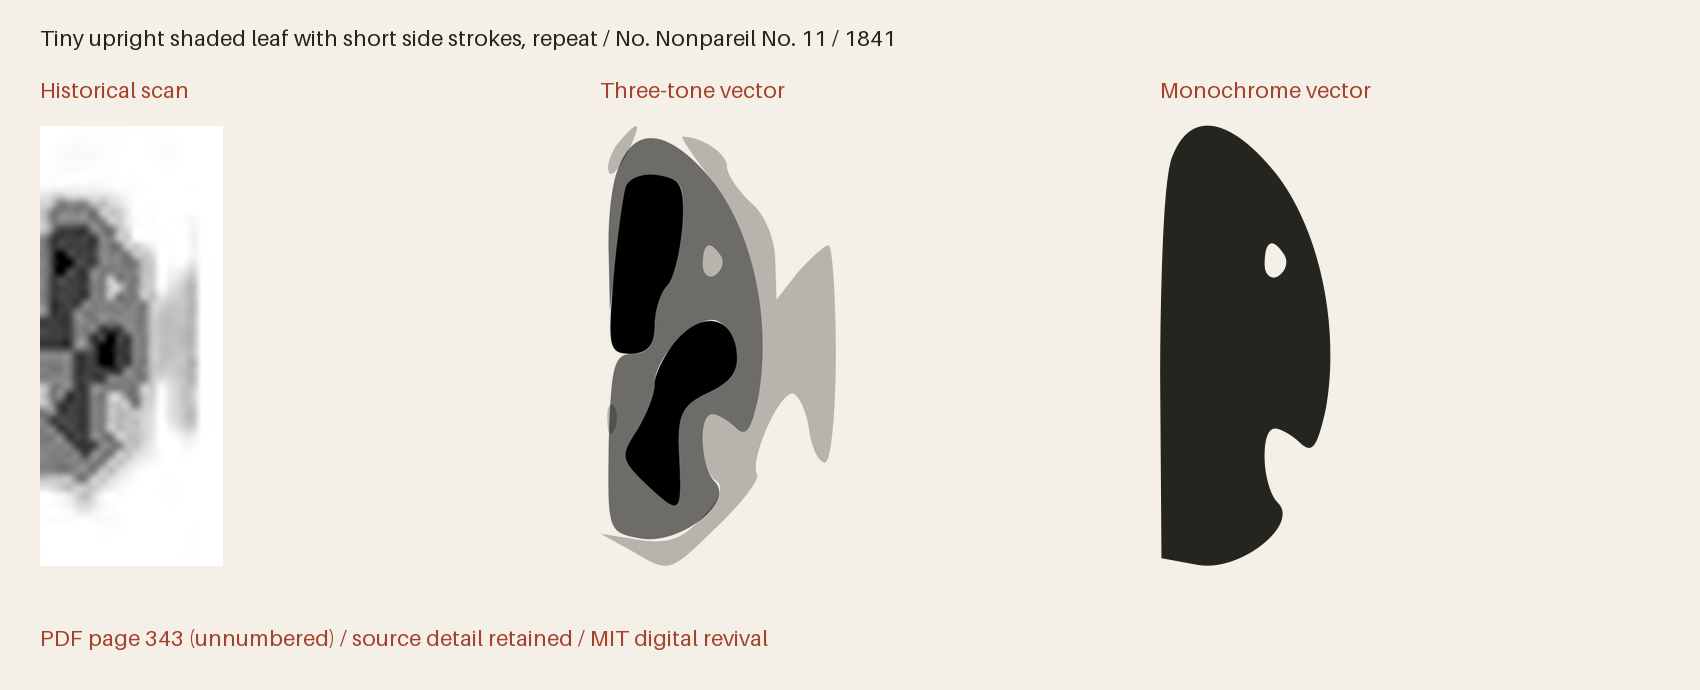 Tiny upright shaded leaf with short side strokes, repeat / No. Nonpareil No. 11 / 1841
Historical scan
Three-tone vector
Monochrome vector
PDF page 343 (unnumbered) / source detail retained / MIT digital revival